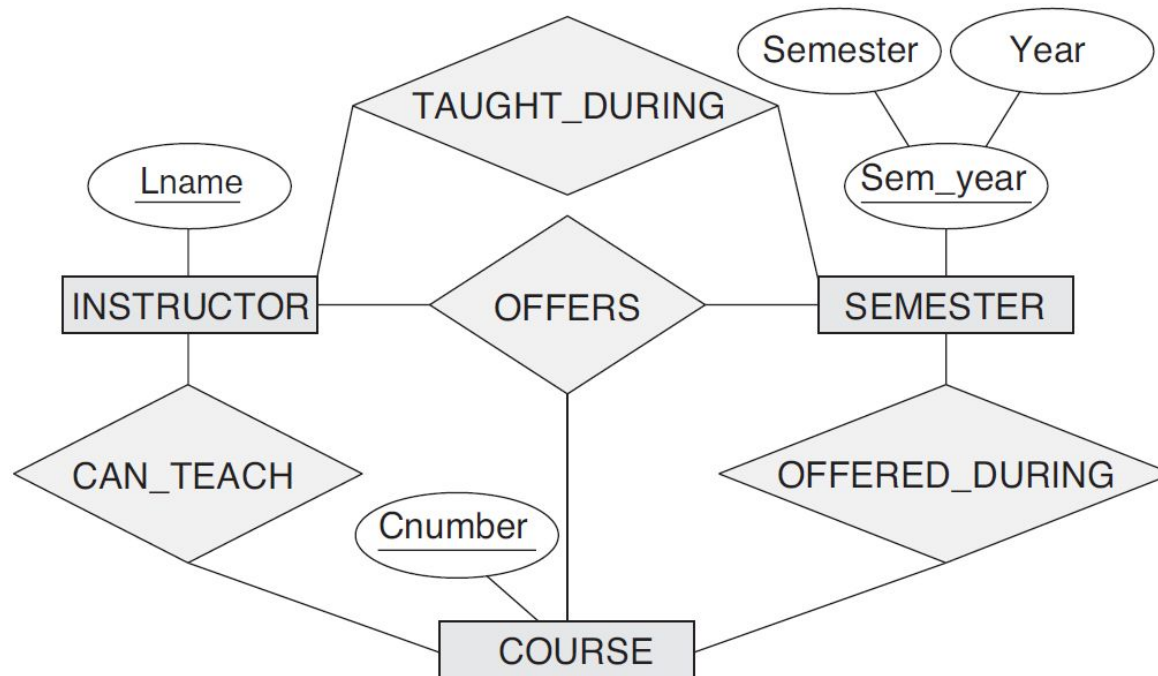 Semester
Year
TAUGHT_DURING
Lname
Sem_year
INSTRUCTOR
OFFERS
SEMESTER
CAN_TEACH
OFFERED_DURING
Cnumber
COURSE